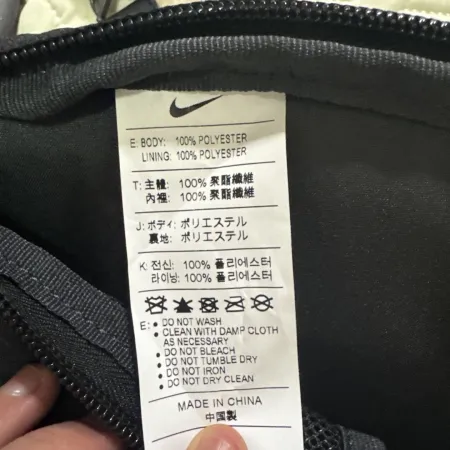 E: BODY: 100% POLYESTER
LINING: 100% POLYESTER
T: 主體: 100% 聚酯纖維
內裡: 100% 聚酯纖維
J: ボディ: ポリエステル
裏地: ポリエステル
K: 전신: 100% 폴리에스터
라이닝: 100% 폴리에스터
E: • DO NOT WASH
• CLEAN WITH DAMP CLOTH
AS NECESSARY
• DO NOT BLEACH
• DO NOT TUMBLE DRY
• DO NOT IRON
• DO NOT DRY CLEAN
MADE IN CHINA
中国製